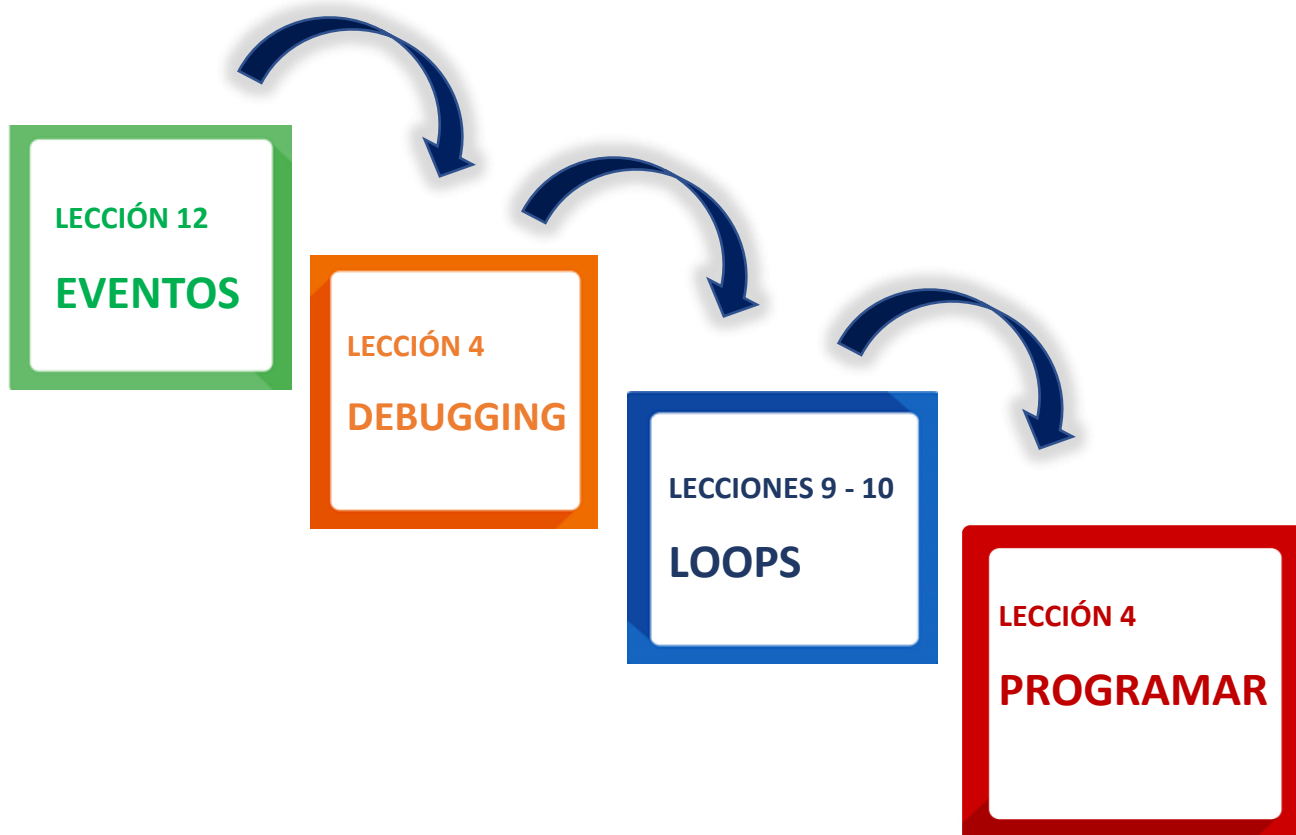 LECCIÓN 12
EVENTOS
LECCIÓN 4
DEBUGGING
LECCIONES 9 - 10
LOOPS
LECCIÓN 4
PROGRAMAR